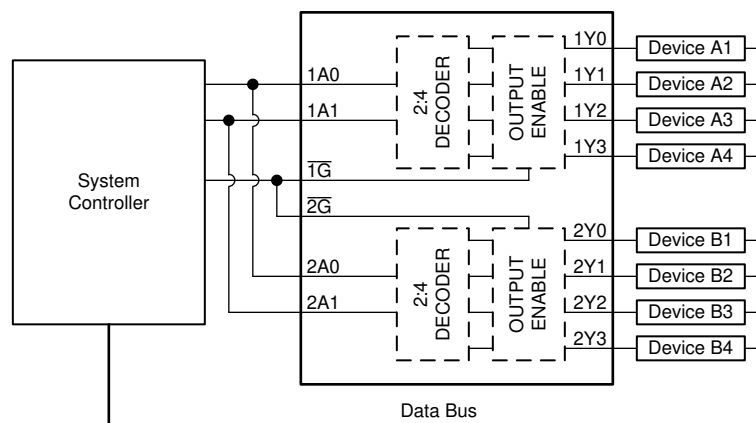 System
Controller
1A0
1A1
1G
2G
2A0
2A1
2:4
DECODER
OUTPUT
ENABLE
1Y0
1Y1
1Y2
1Y3
Device A1
Device A2
Device A3
Device A4
2:4
DECODER
OUTPUT
ENABLE
2Y0
2Y1
2Y2
2Y3
Device B1
Device B2
Device B3
Device B4
Data Bus